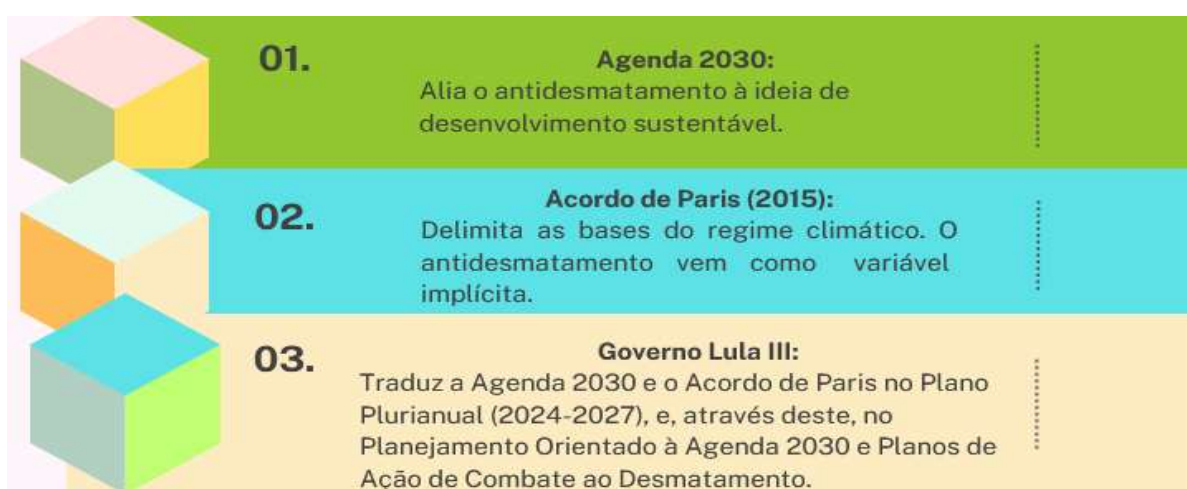 01.
Agenda 2030:
Alia o antidesmatamento à ideia de
desenvolvimento sustentável.
02.
Acordo de Paris (2015):
Delimita as bases do regime climático. O
antidesmatamento vem como variável
implícita.
03.
Governo Lula III:
Traduz a Agenda 2030 e o Acordo de Paris no Plano
Plurianual (2024-2027), e, através deste, no
Planejamento Orientado à Agenda 2030 e Planos de
Ação de Combate ao Desmatamento.